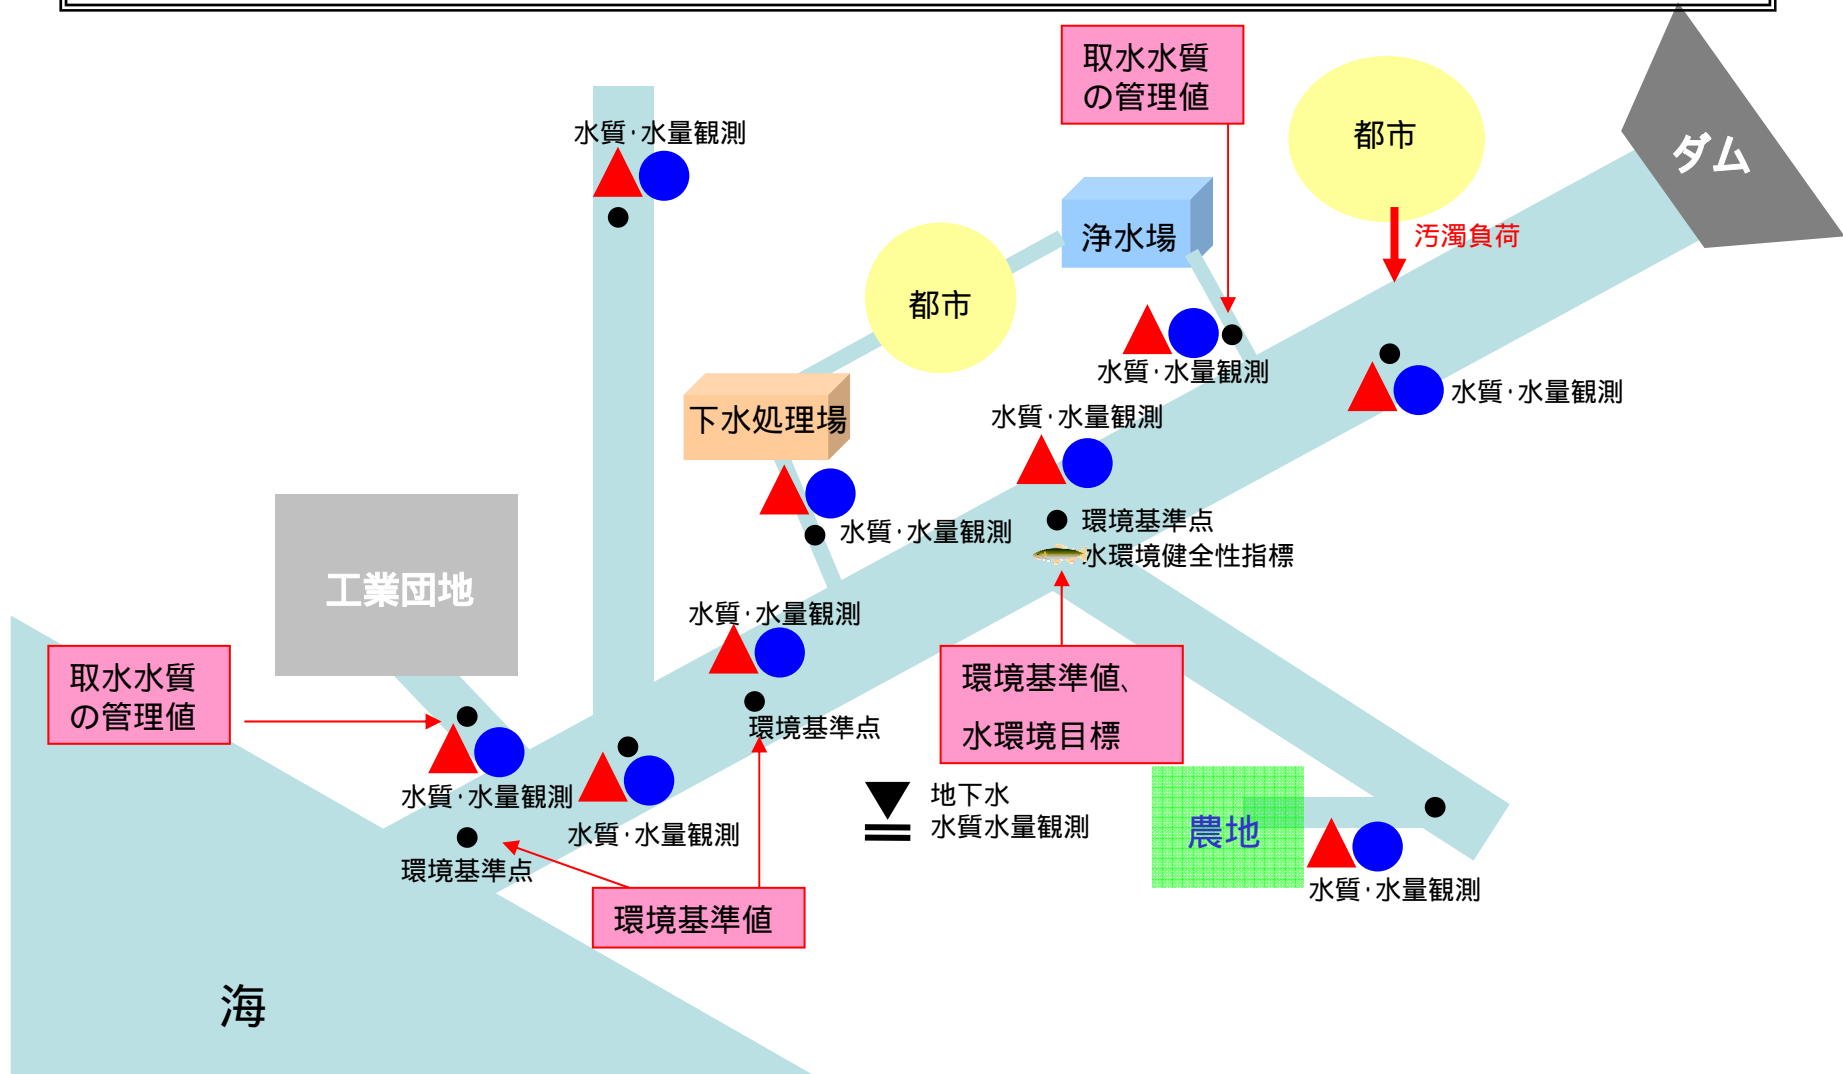 取水水質
の管理値
都市
ダム
水質･水量観測
汚濁負荷
浄水場
都市
水質･水量観測
水質･水量観測
下水処理場
水質･水量観測
水質･水量観測
環境基準点
水環境健全性指標
工業団地
水質･水量観測
取水水質
の管理値
環境基準値、
水環境目標
環境基準点
水質･水量観測
地下水
水質水量観測
水質･水量観測
農地
環境基準点
水質･水量観測
環境基準値
海